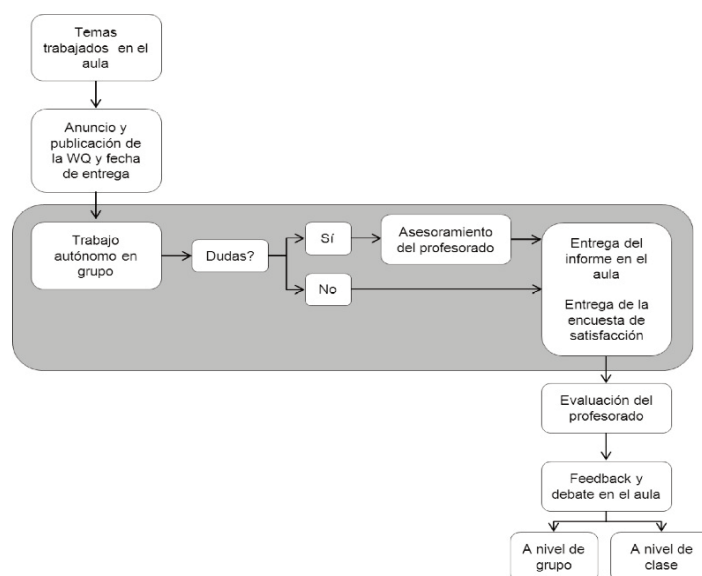 Temas
trabajados en el
aula
Anuncio y
publicación de
la WQ y fecha
de entrega
Trabajo
autónomo en
grupo
Dudas?
Sí
No
Asesoramiento
del profesorado
Entrega del
informe en el
aula
Entrega de la
encuesta de
satisfacción
Evaluación del
profesorado
Feedback y
debate en el aula
A nivel de
grupo
A nivel de
clase